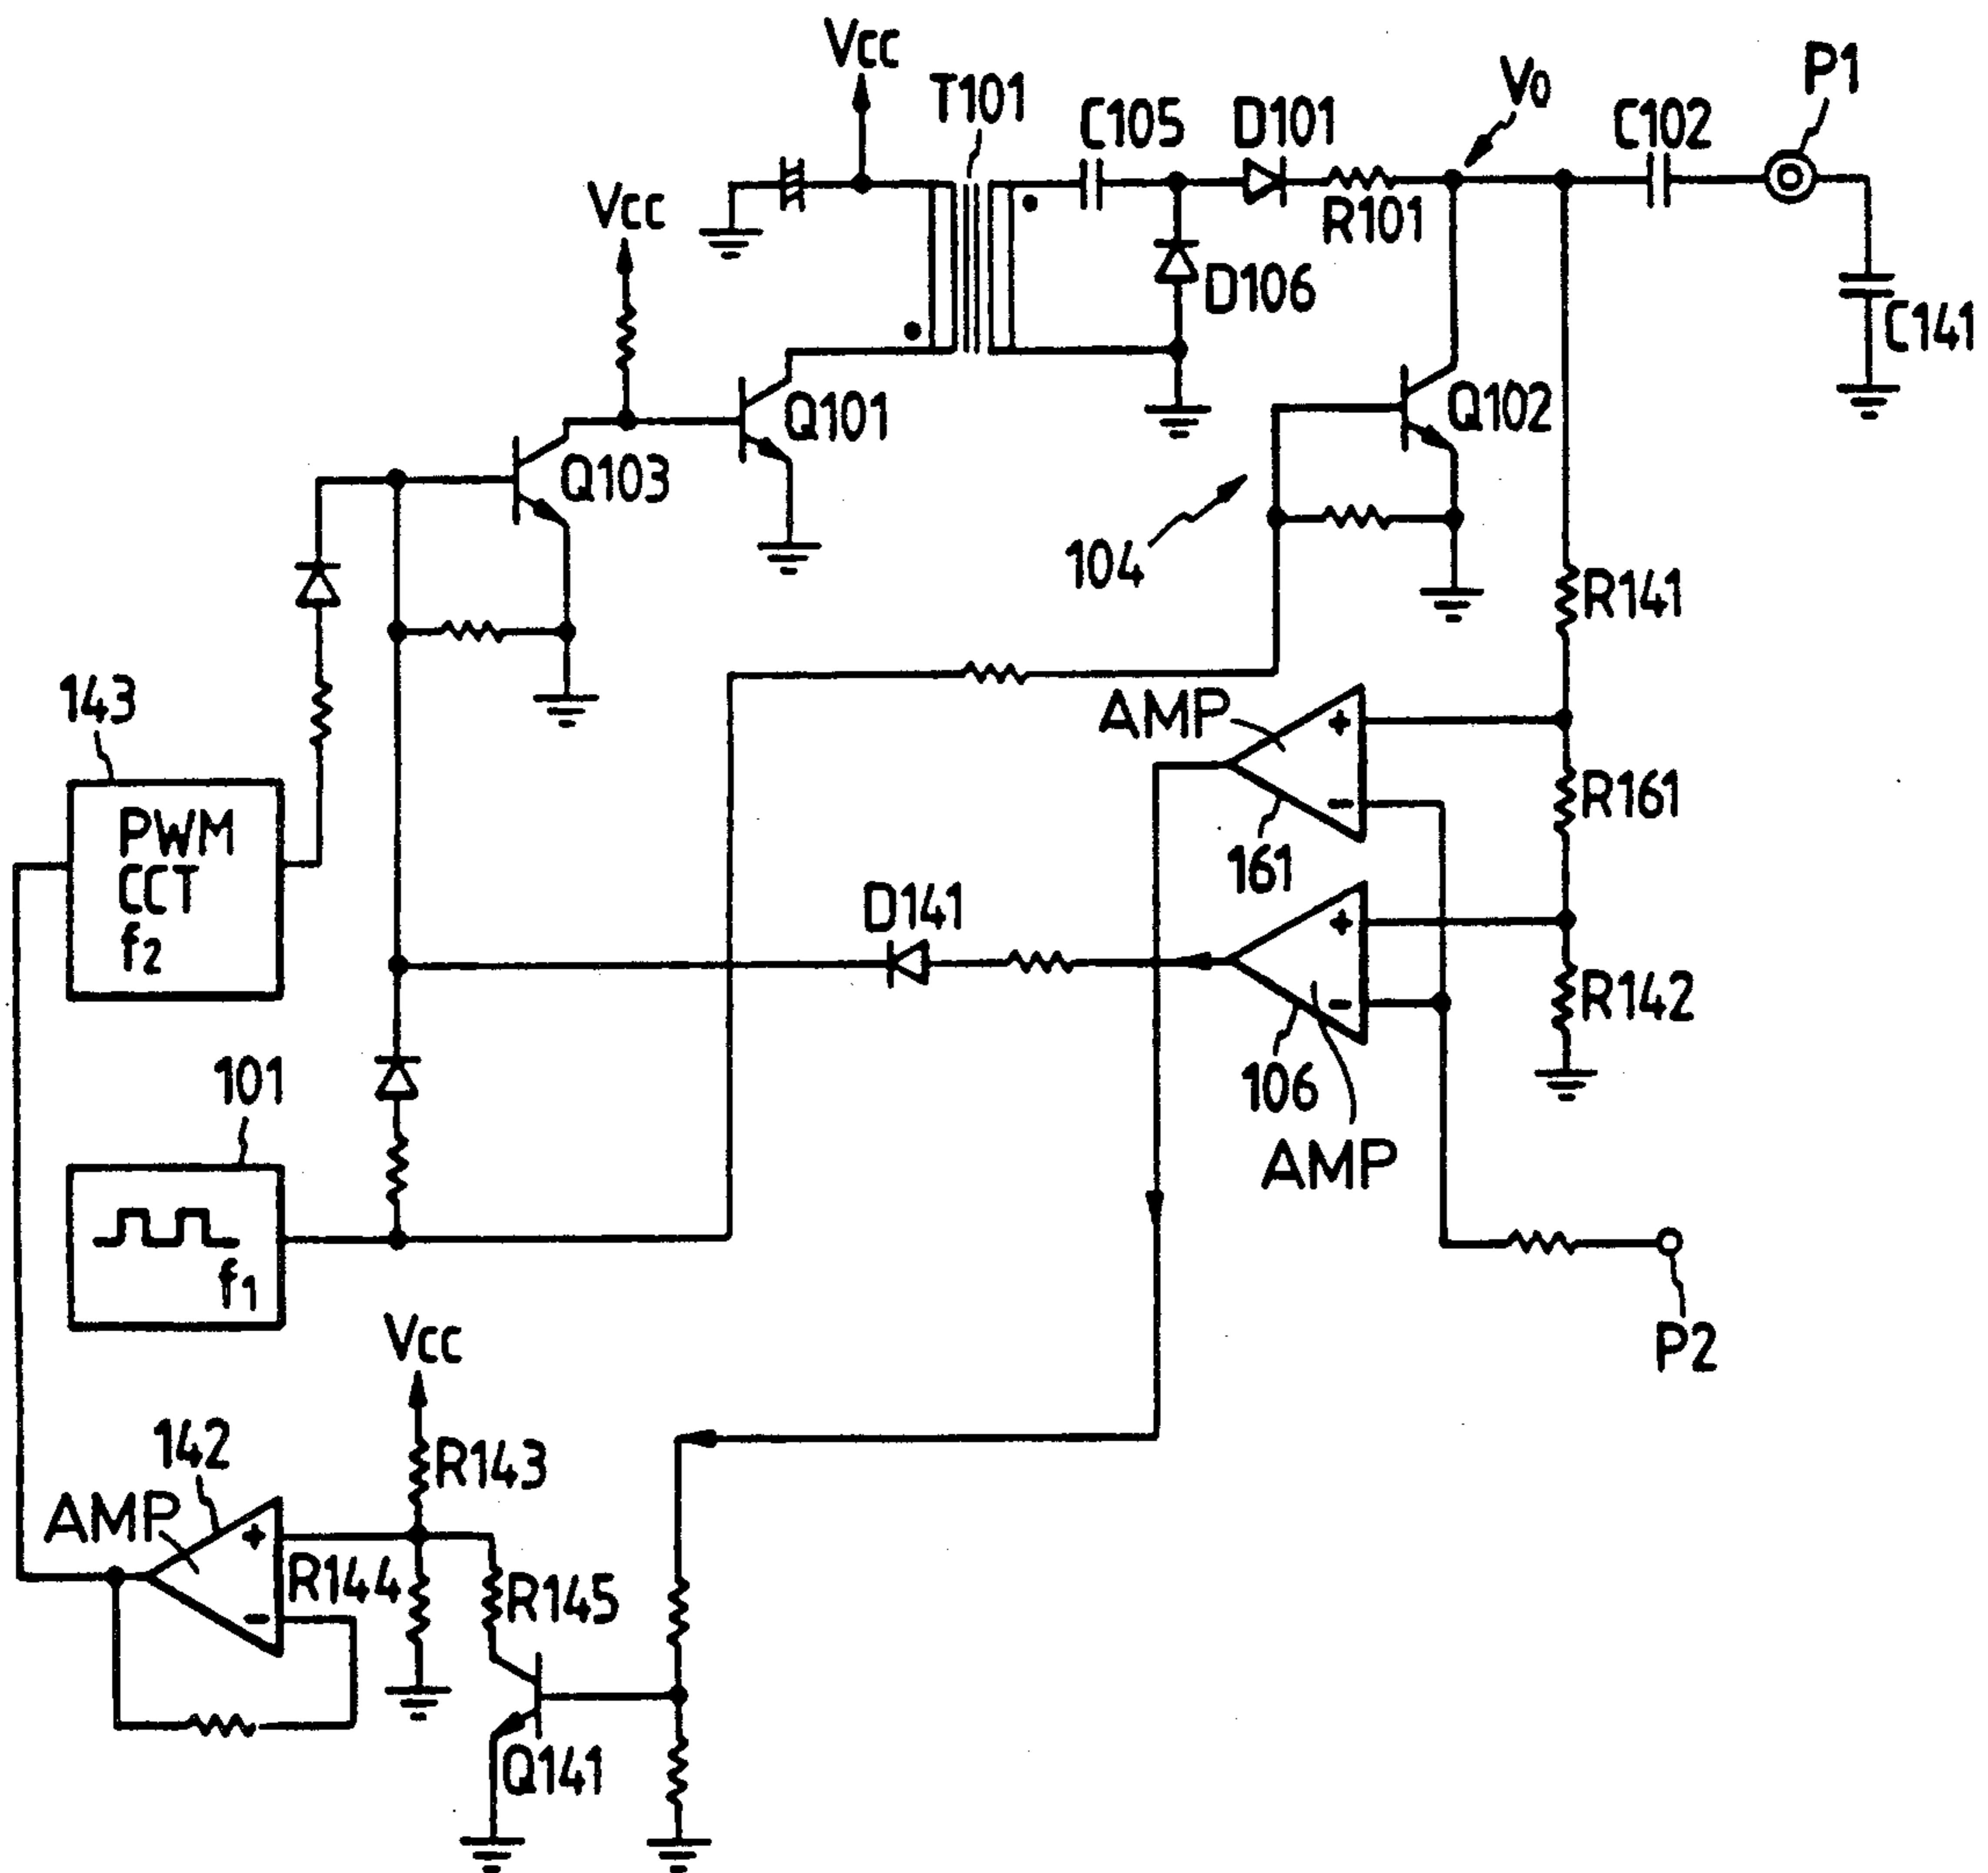 Vcc
T101
C105
D101
V0
C102
P1
Vcc
R101
D106
C141
Q101
Q102
Q103
104
R141
143
AMP
+
-
R161
PWM
CCT
f2
161
D141
+
-
R142
106
101
AMP
f1
Vcc
P2
142
R143
AMP
+
-
R144
R145
Q141